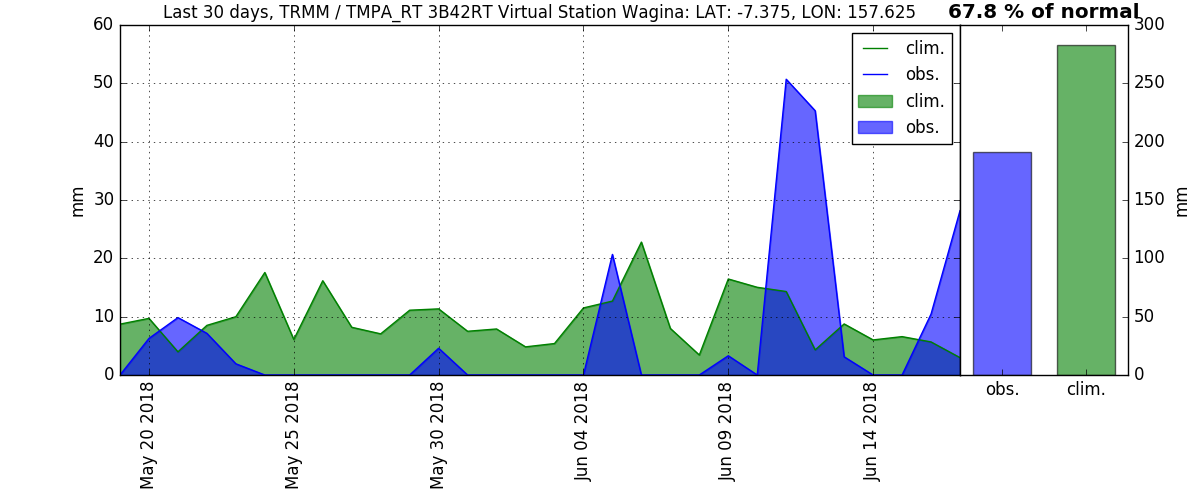 Last 30 days, TRMM / TMPA_RT 3B42RT Virtual Station Wagina: LAT: -7.375, LON: 157.625
67.8 % of normal
60
50
40
30
20
10
0
mm
clim.
obs.
clim.
obs.
300
250
200
150
100
50
0
mm
obs.
clim.
May 20 2018
May 25 2018
May 30 2018
Jun 04 2018
Jun 09 2018
Jun 14 2018